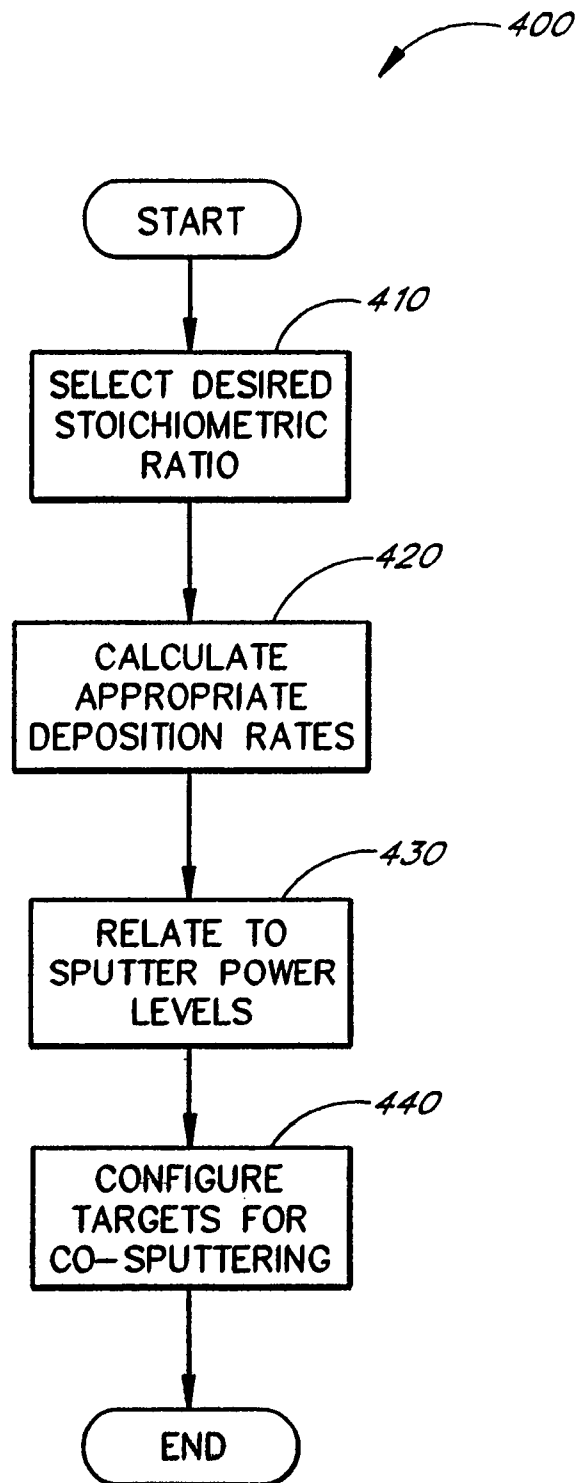 400
START
410
SELECT DESIRED
STOICHIOMETRIC
RATIO
420
CALCULATE
APPROPRIATE
DEPOSITION RATES
430
RELATE TO
SPUTTER POWER
LEVELS
440
CONFIGURE
TARGETS FOR
CO-SPUTTERING
END